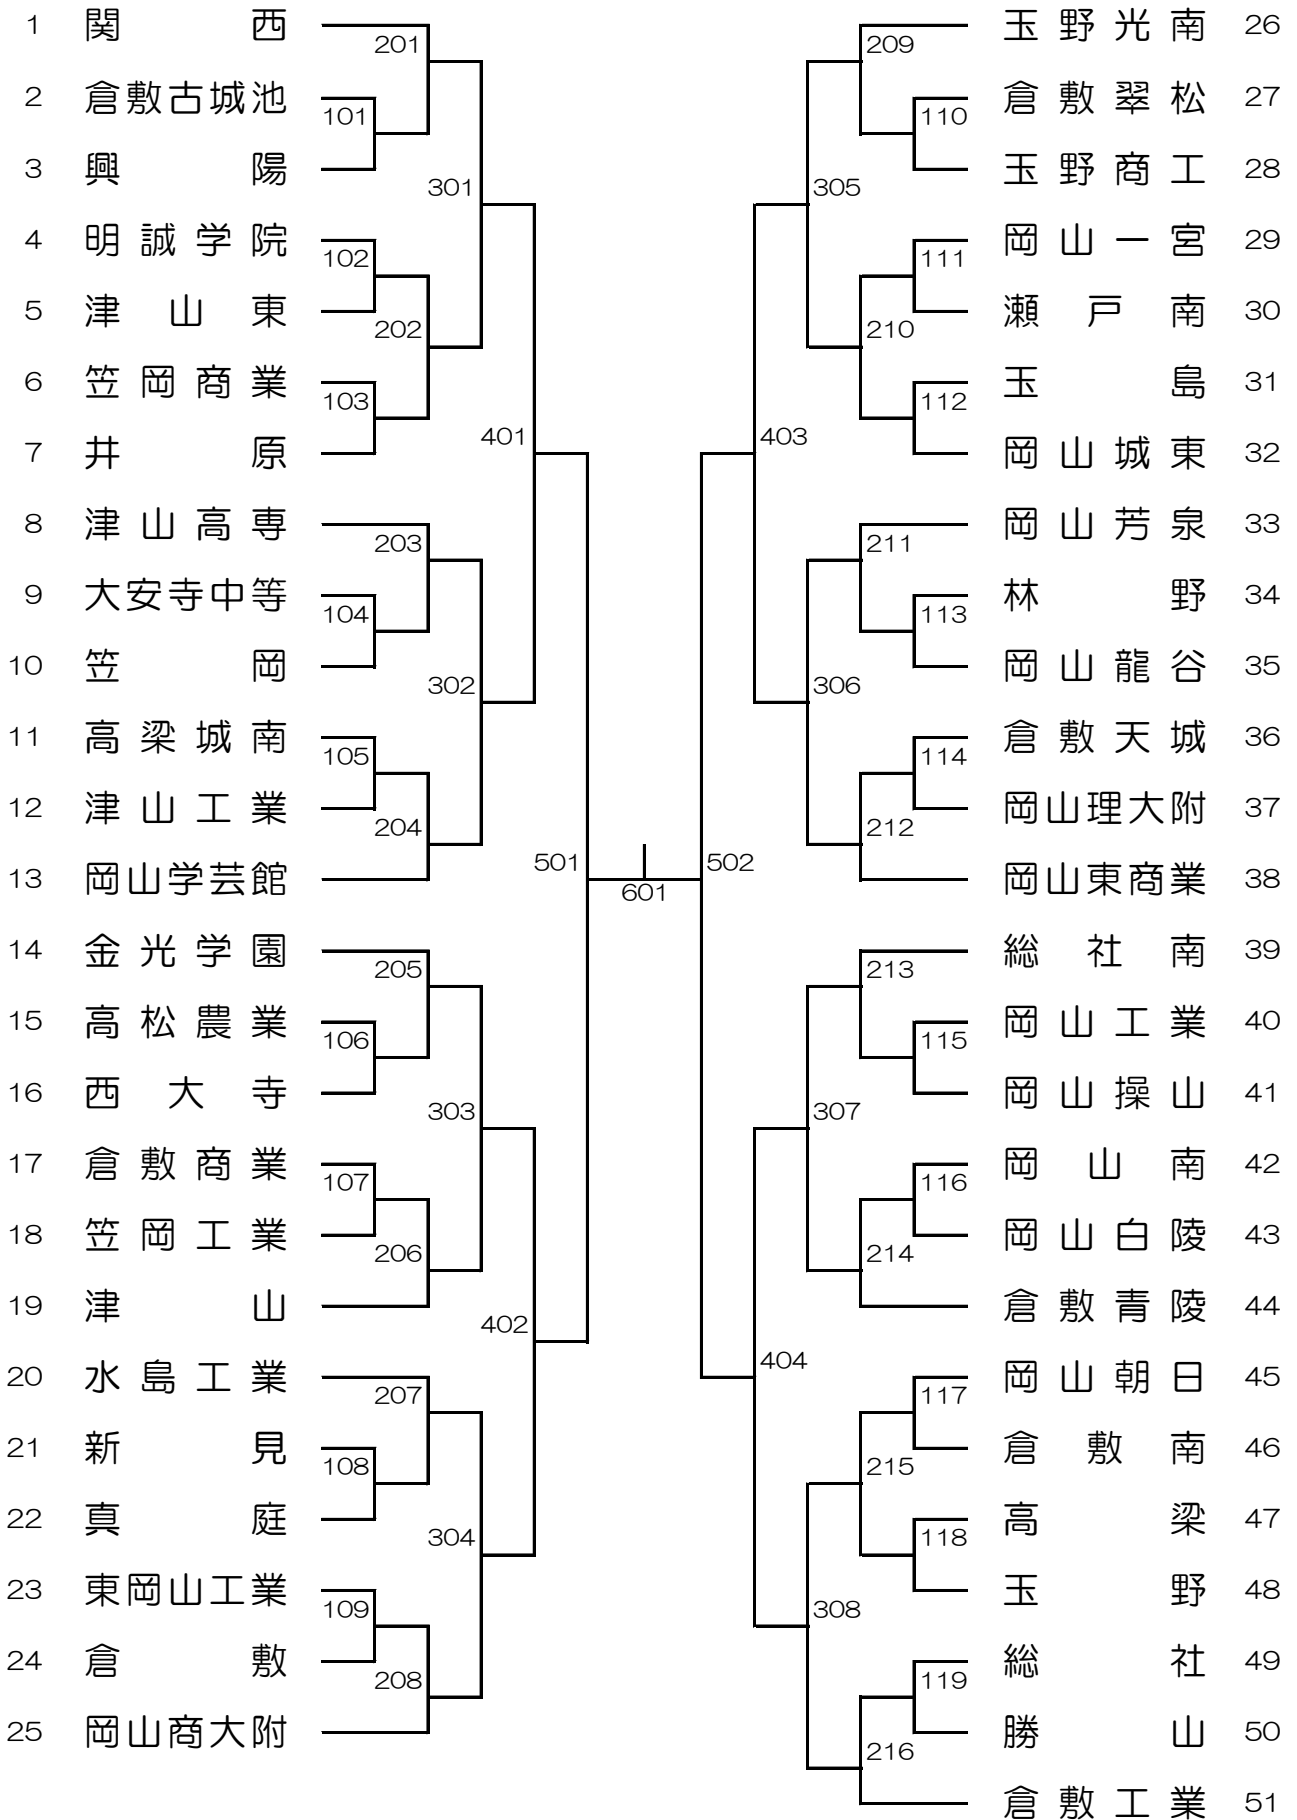 1 関西
2 倉敷古城池
3 興陽
4 明誠学院
5 津山東
6 笠岡商業
7 井原
8 津山高専
9 大安寺中等
10 笠岡
11 高梁城南
12 津山工業
13 岡山学芸館
14 金光学園
15 高松農業
16 西大寺
17 倉敷商業
18 笠岡工業
19 津山
20 水島工業
21 新見
22 真庭
23 東岡山工業
24 倉敷
25 岡山商大附
101
102
103
104
105
106
107
108
109
201
202
203
204
205
206
207
208
301
302
303
304
401
402
501
601
502
403
404
305
306
307
308
209
210
211
212
213
214
215
216
110
111
112
113
114
115
116
117
118
119
玉野光南 26
倉敷翠松 27
玉野商工 28
岡山一宮 29
瀬戸南 30
玉島 31
岡山城東 32
岡山芳泉 33
林野 34
岡山龍谷 35
倉敷天城 36
岡山理大附 37
岡山東商業 38
総社南 39
岡山工業 40
岡山操山 41
岡山南 42
岡山白陵 43
倉敷青陵 44
岡山朝日 45
倉敷南 46
高梁 47
玉野 48
総社 49
勝山 50
倉敷工業 51